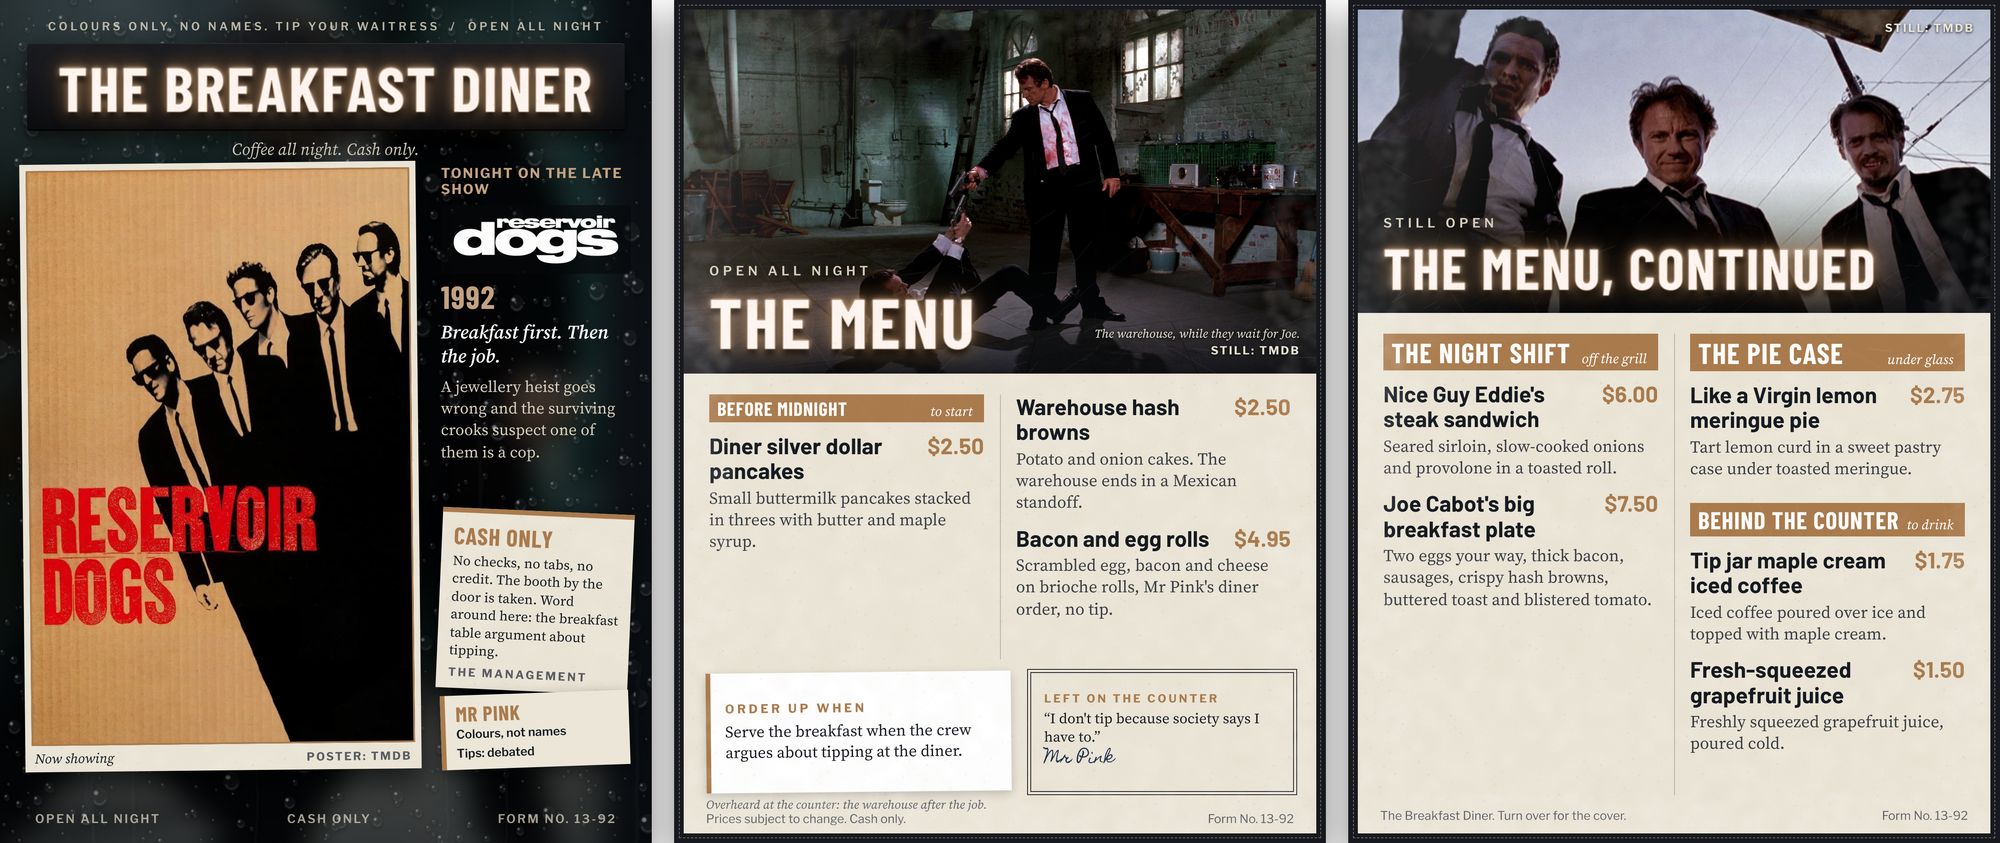 COLOURS ONLY, NO NAMES. TIP YOUR WAITRESS / OPEN ALL NIGHT
THE BREAKFAST DINER
Coffee all night. Cash only.
TONIGHT ON THE LATE
SHOW
reservoir
dogs
1992
Breakfast first. Then
the job.
A jewellery heist goes
wrong and the surviving
crooks suspect one of
them is a cop.
RESERVOIR
DOGS
CASH ONLY
No checks, no tabs, no
credit. The booth by the
door is taken. Word
around here: the breakfast
table argument about
tipping.
THE MANAGEMENT
MR PINK
Colours, not names
Tips: debated
Now showing
POSTER: TMDB
OPEN ALL NIGHT
CASH ONLY
FORM NO. 13-92
OPEN ALL NIGHT
THE MENU
The warehouse, while they wait for Joe.
STILL: TMDB
BEFORE MIDNIGHT to start
Diner silver dollar $2.50
pancakes
Small buttermilk pancakes stacked
in threes with butter and maple
syrup.
Warehouse hash $2.50
browns
Potato and onion cakes. The
warehouse ends in a Mexican
standoff.
Bacon and egg rolls $4.95
Scrambled egg, bacon and cheese
on brioche rolls, Mr Pink's diner
order, no tip.
ORDER UP WHEN
Serve the breakfast when the crew
argues about tipping at the diner.
LEFT ON THE COUNTER
“I don't tip because society says I
have to.”
Mr Pink
Overheard at the counter: the warehouse after the job.
Prices subject to change. Cash only.
Form No. 13-92
STILL: TMDB
STILL OPEN
THE MENU, CONTINUED
THE NIGHT SHIFT off the grill
Nice Guy Eddie's $6.00
steak sandwich
Seared sirloin, slow-cooked onions
and provolone in a toasted roll.
Joe Cabot's big $7.50
breakfast plate
Two eggs your way, thick bacon,
sausages, crispy hash browns,
buttered toast and blistered tomato.
THE PIE CASE under glass
Like a Virgin lemon $2.75
meringue pie
Tart lemon curd in a sweet pastry
case under toasted meringue.
BEHIND THE COUNTER to drink
Tip jar maple cream $1.75
iced coffee
Iced coffee poured over ice and
topped with maple cream.
Fresh-squeezed $1.50
grapefruit juice
Freshly squeezed grapefruit juice,
poured cold.
The Breakfast Diner. Turn over for the cover.
Form No. 13-92